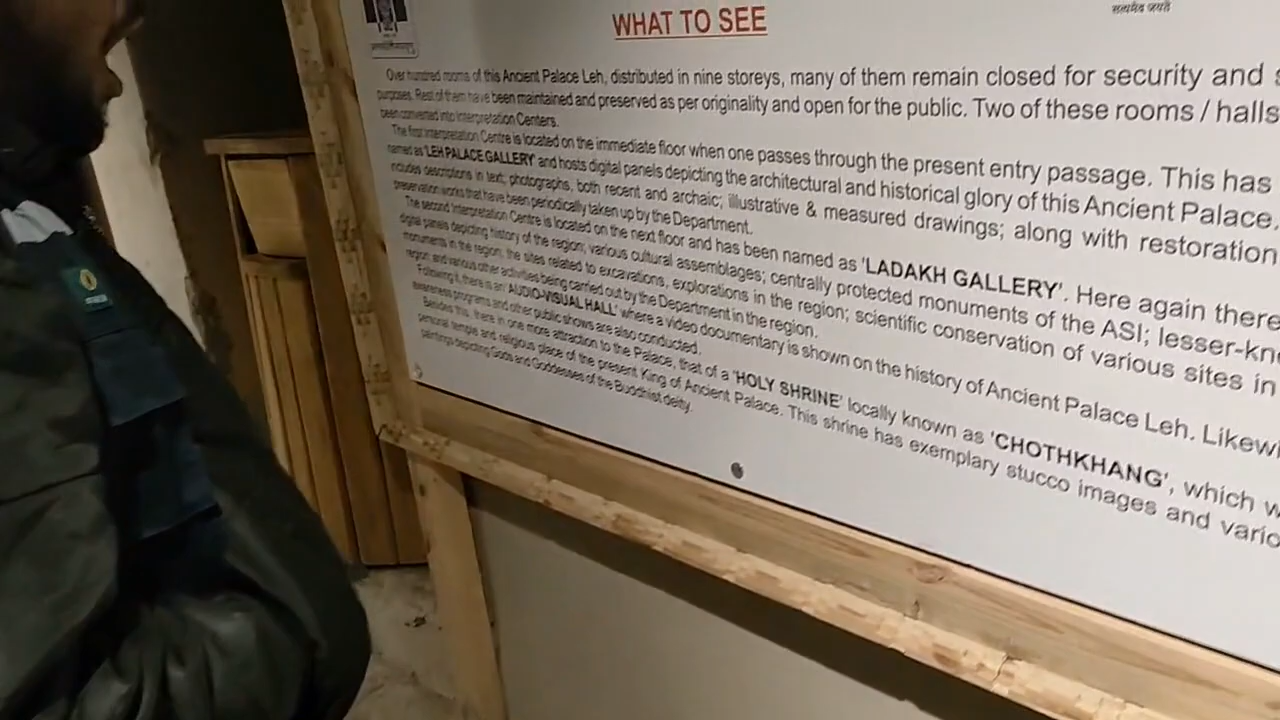 सत्यमेव जयते
WHAT TO SEE
Over hundred rooms of this Ancient Palace Leh, distributed in nine storeys, many of them remain closed for security and
purposes. Rest of them have been maintained and preserved as per originality and open for the public. Two of these rooms / halls
been converted into Interpretation Centers.
The first Interpretation Centre is located on the immediate floor when one passes through the present entry passage. This has
named as 'LEH PALACE GALLERY' and hosts digital panels depicting the architectural and historical glory of this Ancient Palace.
includes descriptions in text; photographs, both recent and archaic; illustrative & measured drawings; along with restoration
preservation works that have been periodically taken up by the Department.
The second Interpretation Centre is located on the next floor and has been named as 'LADAKH GALLERY'. Here again there
digital panels depicting history of the region; various cultural assemblages; centrally protected monuments of the ASI; lesser-kn
monuments in the region; the sites related to excavations, explorations in the region; scientific conservation of various sites in
region and various other activities being carried out by the Department in the region.
Following it, there is an 'AUDIO-VISUAL HALL' where a video documentary is shown on the history of Ancient Palace Leh. Likewi
awareness programs and other public shows are also conducted.
Besides this, there in one more attraction to the Palace, that of a 'HOLY SHRINE' locally known as 'CHOTHKHANG', which w
personal temple and religious place of the present King of Ancient Palace. This shrine has exemplary stucco images and vario
paintings depicting Gods and Goddesses of the Buddhist deity.